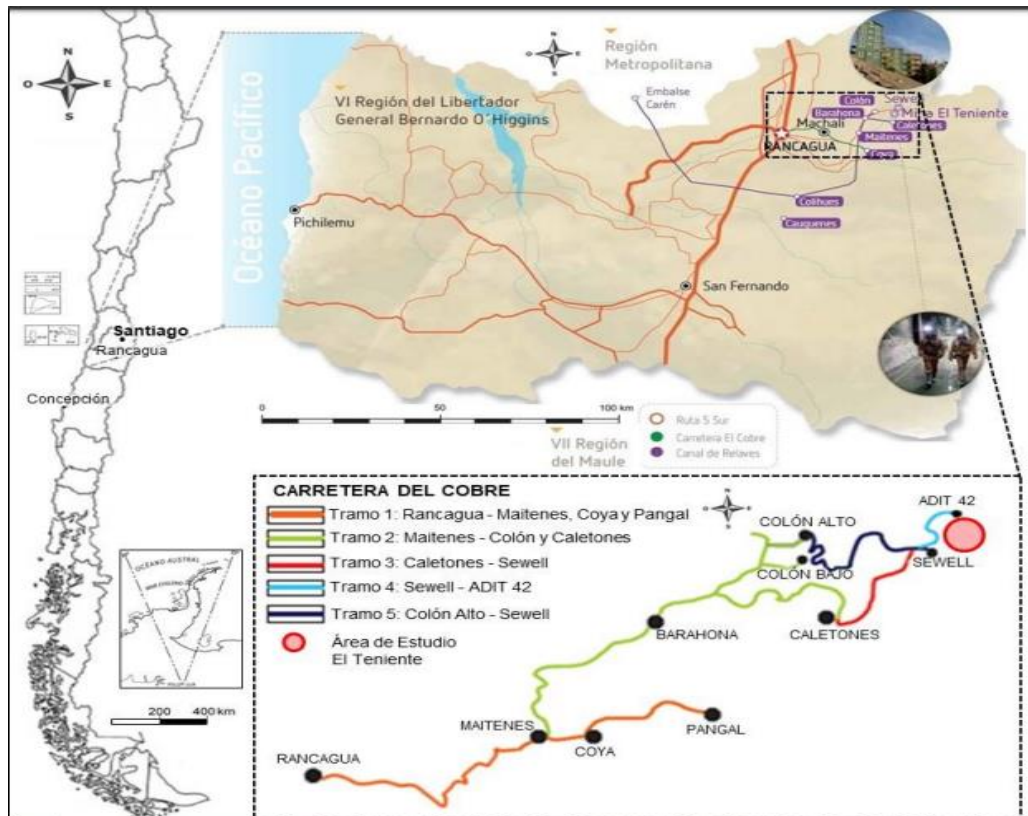 N
O
E
S
Santiago
Rancagua
Concepción
OCÉANO AUSTRAL
200 400 km
Océano Pacífico
N
O
E
S
Región
Metropolitana
VI Región del Libertador
General Bernardo O´Higgins
Embalse
Carén
Colón
Sewell
Barahona
Mina El Teniente
Machalí
Caletones
Maitenes
RANCAGUA
Coya
Colihues
Cauquenes
Pichilemu
San Fernando
0 50 100 km
VII Región
del Maule
Ruta 5 Sur
Carretera El Cobre
Canal de Relaves
CARRETERA DEL COBRE
Tramo 1: Rancagua - Maitenes, Coya y Pangal
Tramo 2: Maitenes - Colón y Caletones
Tramo 3: Caletones - Sewell
Tramo 4: Sewell - ADIT 42
Tramo 5: Colón Alto - Sewell
Área de Estudio
El Teniente
ADIT 42
COLÓN ALTO
SEWELL
COLÓN BAJO
BARAHONA
CALETONES
MAITENES
COYA
PANGAL
RANCAGUA